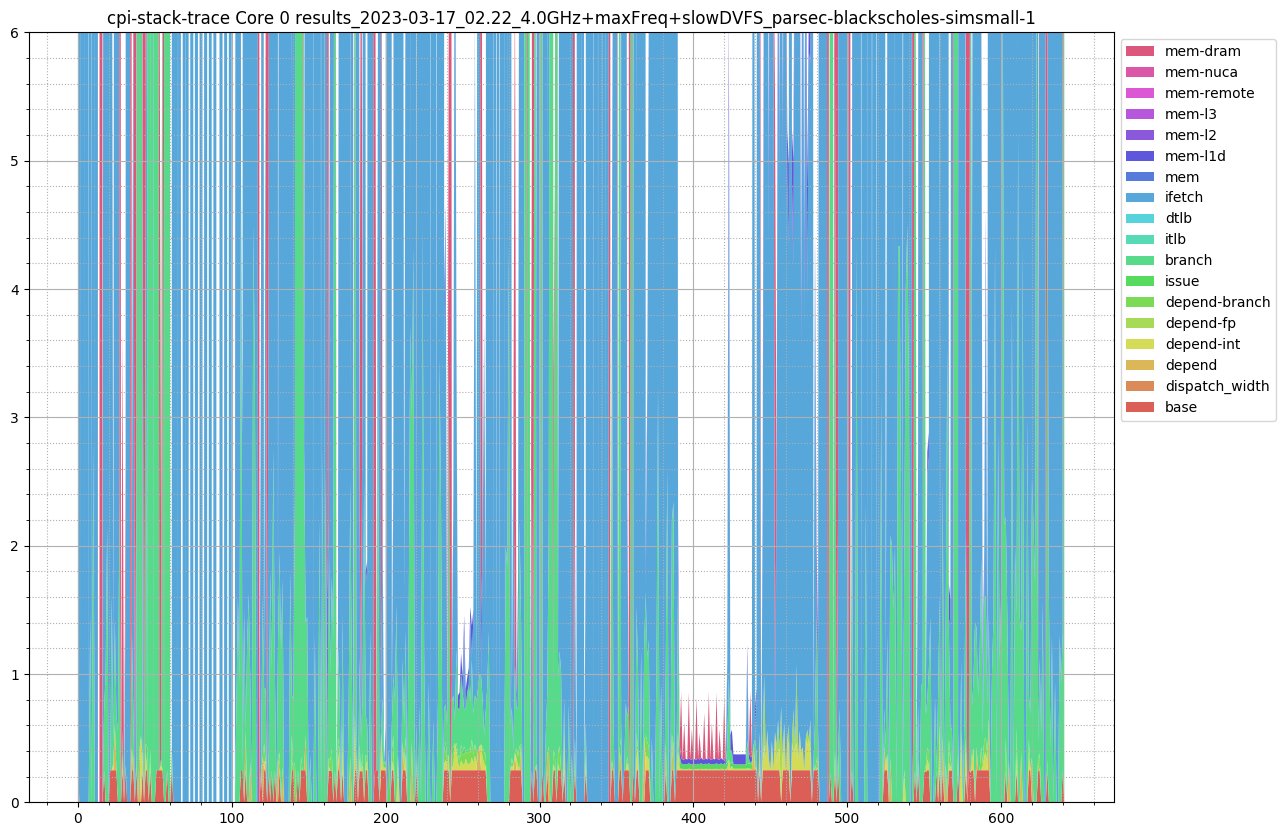 cpi-stack-trace Core 0 results_2023-03-17_02.22_4.0GHz+maxFreq+slowDVFS_parsec-blackscholes-simsmall-1
6
5
4
3
2
1
0
0 100 200 300 400 500 600
mem-dram
mem-nuca
mem-remote
mem-l3
mem-l2
mem-l1d
mem
ifetch
dtlb
itlb
branch
issue
depend-branch
depend-fp
depend-int
depend
dispatch_width
base